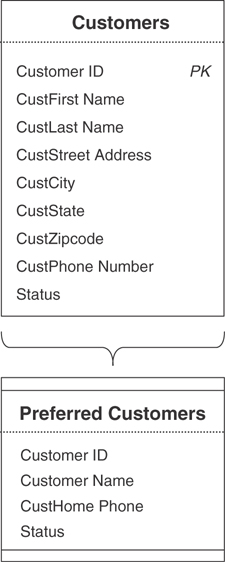 Customers
Customer ID PK
CustFirst Name
CustLast Name
CustStreet Address
CustCity
CustState
CustZipcode
CustPhone Number
Status
Preferred Customers
Customer ID
Customer Name
CustHome Phone
Status